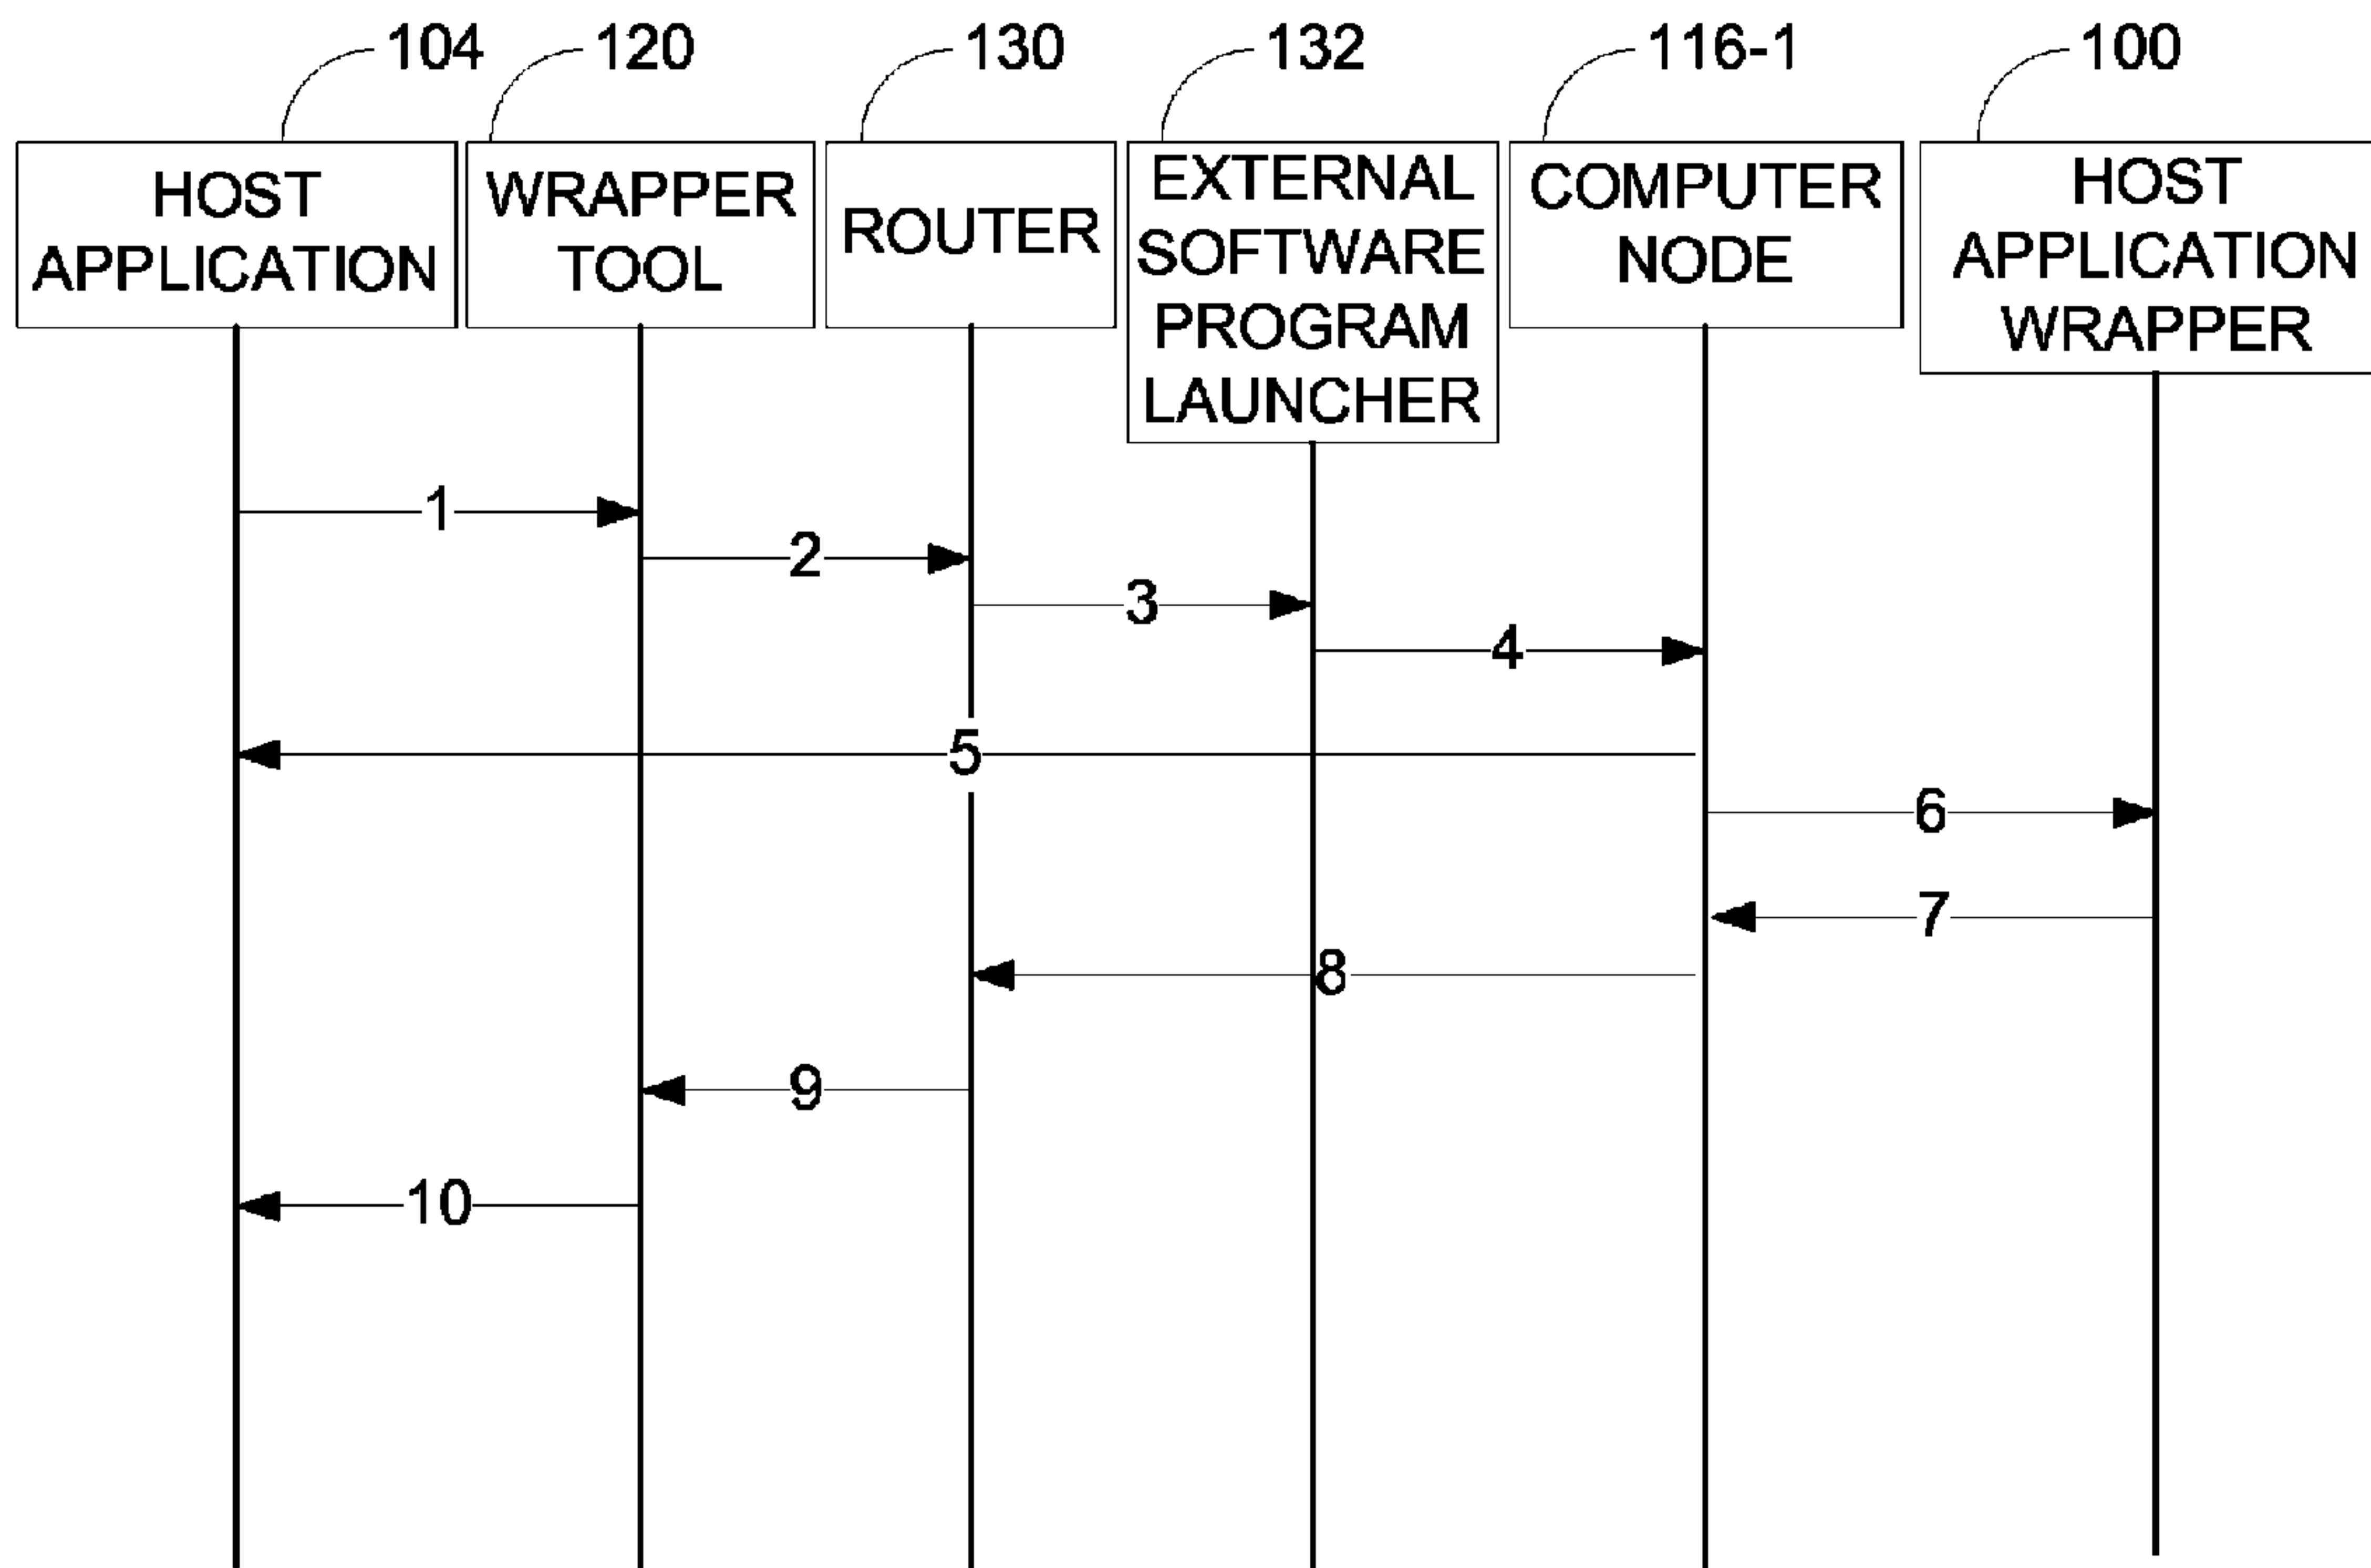 104
120
130
132
116-1
100
HOST
APPLICATION
WRAPPER
TOOL
ROUTER
EXTERNAL
SOFTWARE
PROGRAM
LAUNCHER
COMPUTER
NODE
HOST
APPLICATION
WRAPPER
1
2
3
4
5
6
7
8
9
10